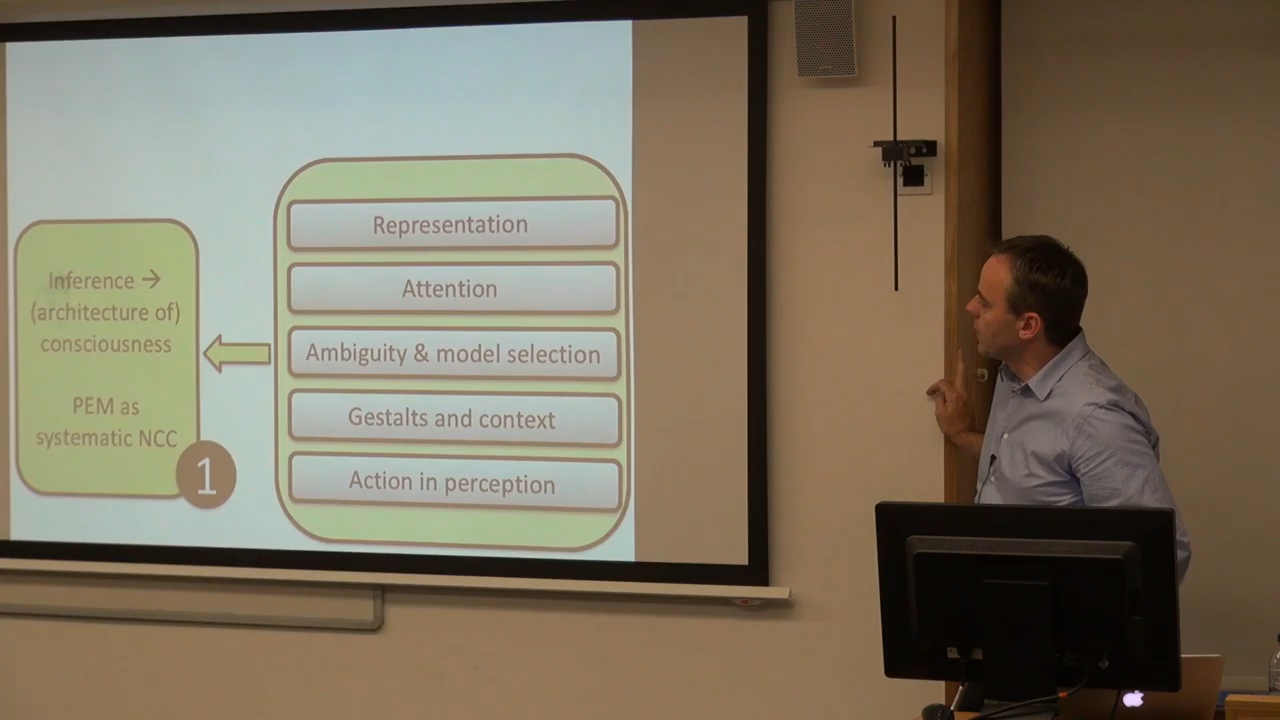 Inference →
(architecture of)
consciousness
PEM as
systematic NCC
1
Representation
Attention
Ambiguity & model selection
Gestalts and context
Action in perception